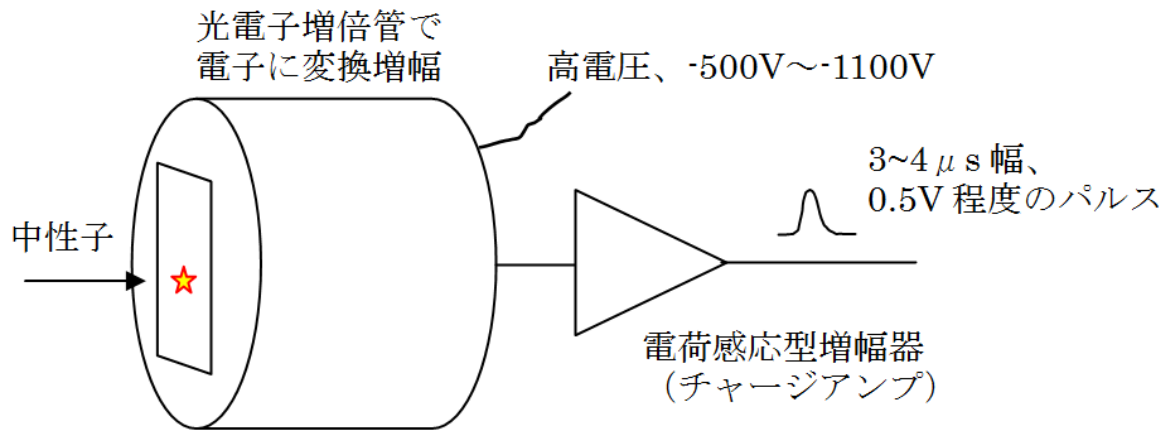 光電子増倍管で
電子に変換増幅
高電圧、-500V～-1100V
3~4μs幅、
0.5V程度のパルス
中性子
電荷感応型増幅器
（チャージアンプ）